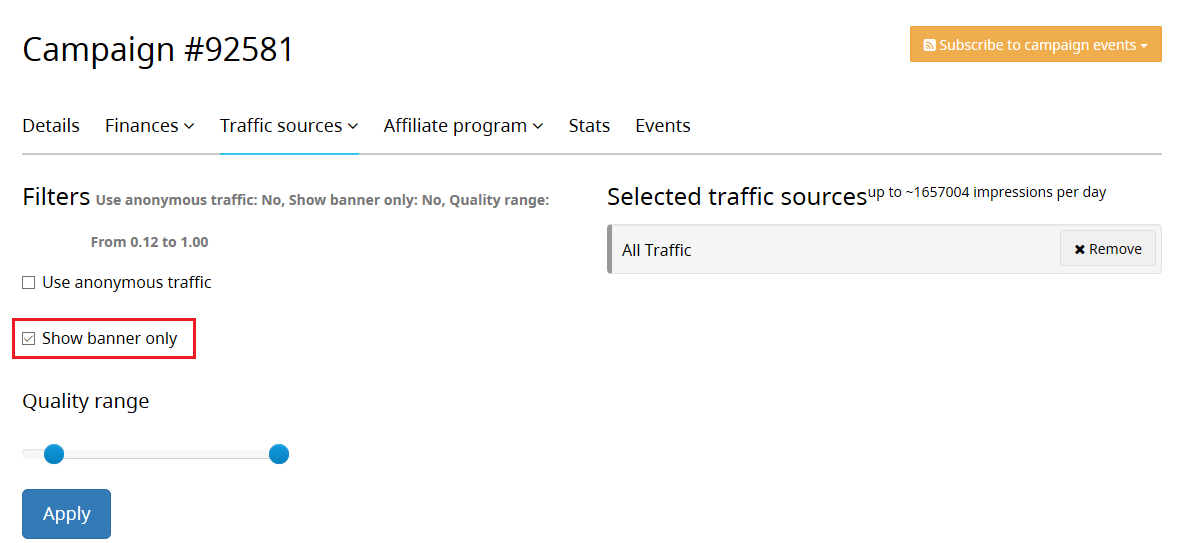 Campaign #92581
Subscribe to campaign events
Details Finances Traffic sources Affiliate program Stats Events
Filters Use anonymous traffic: No, Show banner only: No, Quality range:
From 0.12 to 1.00
Use anonymous traffic
Show banner only
Quality range
Apply
Selected traffic sources up to ~1657004 impressions per day
All Traffic
✖ Remove